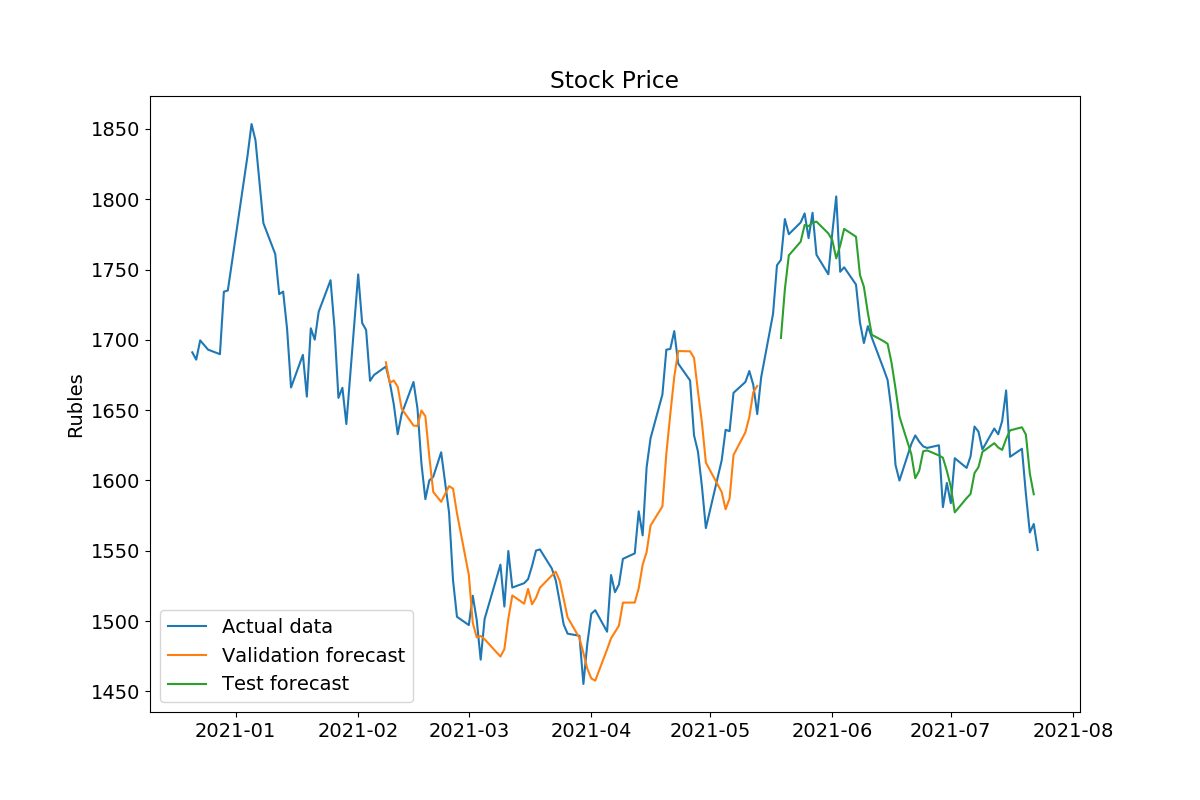 Stock Price
Rubles
1850
1800
1750
1700
1650
1600
1550
1500
1450
Actual data
Validation forecast
Test forecast
2021-01 2021-02 2021-03 2021-04 2021-05 2021-06 2021-07 2021-08